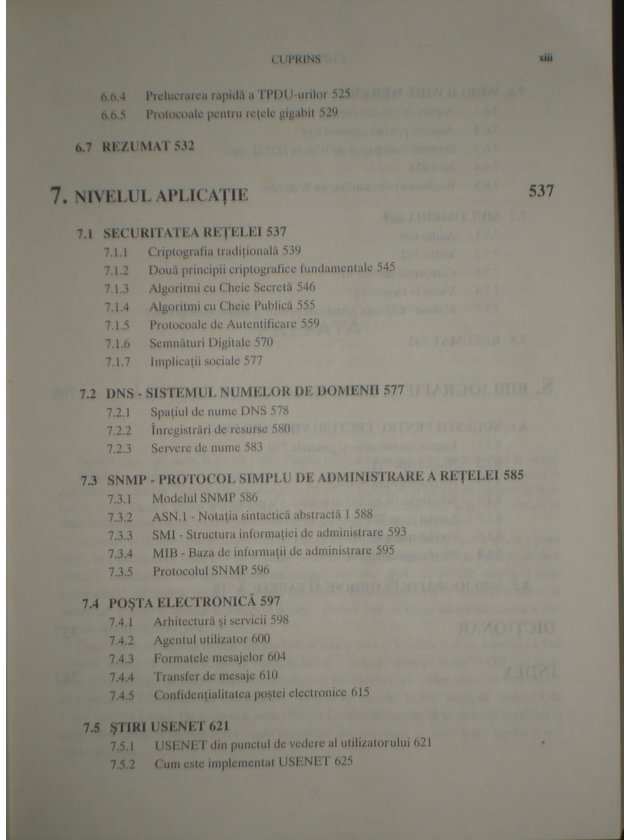 CUPRINS xiii
6.6.4 Prelucrarea rapidă a TPDU-urilor 525
6.6.5 Protocoale pentru rețele gigabit 529
6.7 REZUMAT 532
7. NIVELUL APLICAȚIE 537
7.1 SECURITATEA REȚELEI 537
7.1.1 Criptografia tradițională 539
7.1.2 Două principii criptografice fundamentale 545
7.1.3 Algoritmi cu Cheie Secretă 546
7.1.4 Algoritmi cu Cheie Publică 555
7.1.5 Protocoale de Autentificare 559
7.1.6 Semnături Digitale 570
7.1.7 Implicații sociale 577
7.2 DNS - SISTEMUL NUMELOR DE DOMENII 577
7.2.1 Spațiul de nume DNS 578
7.2.2 Înregistrări de resurse 580
7.2.3 Servere de nume 583
7.3 SNMP - PROTOCOL SIMPLU DE ADMINISTRARE A REȚELEI 585
7.3.1 Modelul SNMP 586
7.3.2 ASN.1 - Notația sintactică abstractă 1 588
7.3.3 SMI - Structura informației de administrare 593
7.3.4 MIB - Baza de informații de administrare 595
7.3.5 Protocolul SNMP 596
7.4 POȘTA ELECTRONICĂ 597
7.4.1 Arhitectură și servicii 598
7.4.2 Agentul utilizator 600
7.4.3 Formatele mesajelor 604
7.4.4 Transfer de mesaje 610
7.4.5 Confidențialitatea poștei electronice 615
7.5 ȘTIRI USENET 621
7.5.1 USENET din punctul de vedere al utilizatorului 621
7.5.2 Cum este implementat USENET 625